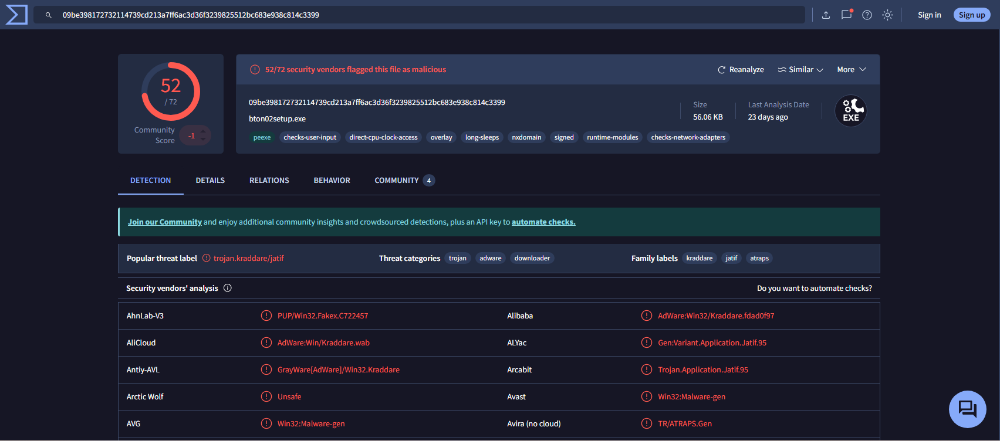 09be398172732114739cd213a7ff6ac3d36f3239825512bc683e938c814c3399
Sign in
Sign up
52
/ 72
Community
Score
-1
52/72 security vendors flagged this file as malicious
Reanalyze
Similar
More
09be398172732114739cd213a7ff6ac3d36f3239825512bc683e938c814c3399
bton02setup.exe
Size
56.06 KB
Last Analysis Date
23 days ago
EXE
peexe
checks-user-input
direct-cpu-clock-access
overlay
long-sleeps
nxdomain
signed
runtime-modules
checks-network-adapters
DETECTION
DETAILS
RELATIONS
BEHAVIOR
COMMUNITY 4
Join our Community and enjoy additional community insights and crowdsourced detections, plus an API key to automate checks.
Popular threat label trojan.kraddare/jatif
Threat categories trojan adware downloader
Family labels kraddare jatif atraps
Security vendors' analysis
Do you want to automate checks?
AhnLab-V3 PUP/Win32.Fakex.C722457
Alibaba AdWare:Win32/Kraddare.fdad0f97
AliCloud AdWare:Win/Kraddare.wab
ALYac Gen:Variant.Application.Jatif.95
Antiy-AVL GrayWare[AdWare]/Win32.Kraddare
Arcabit Trojan.Application.Jatif.95
Arctic Wolf Unsafe
Avast Win32:Malware-gen
AVG Win32:Malware-gen
Avira (no cloud) TR/ATRAPS.Gen